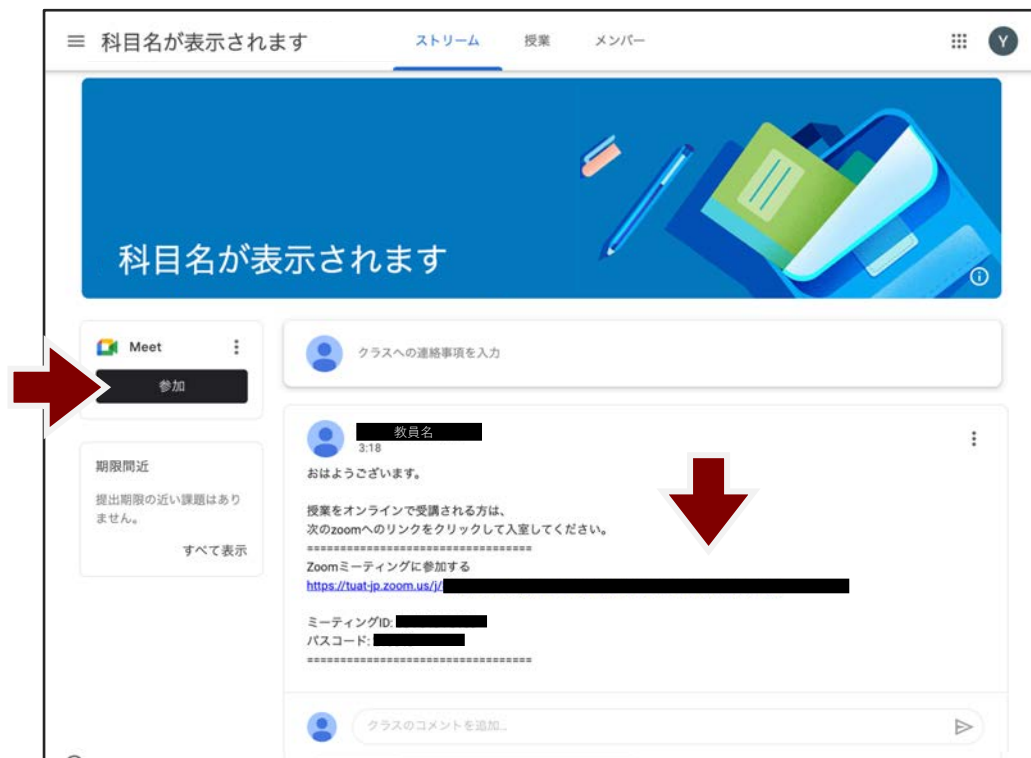 科目名が表示されます
ストリーム
授業
メンバー
Y
科目名が表示されます
Meet
参加
期限間近
提出期限の近い課題はあり
ません。
すべて表示
クラスへの連絡事項を入力
教員名
3:18
おはようございます。
授業をオンラインで受講される方は、
次のzoomへのリンクをクリックして入室してください。
==================================
Zoomミーティングに参加する
https://tuat-jp.zoom.us/j/
ミーティングID:
パスコード:
==================================
クラスのコメントを追加...